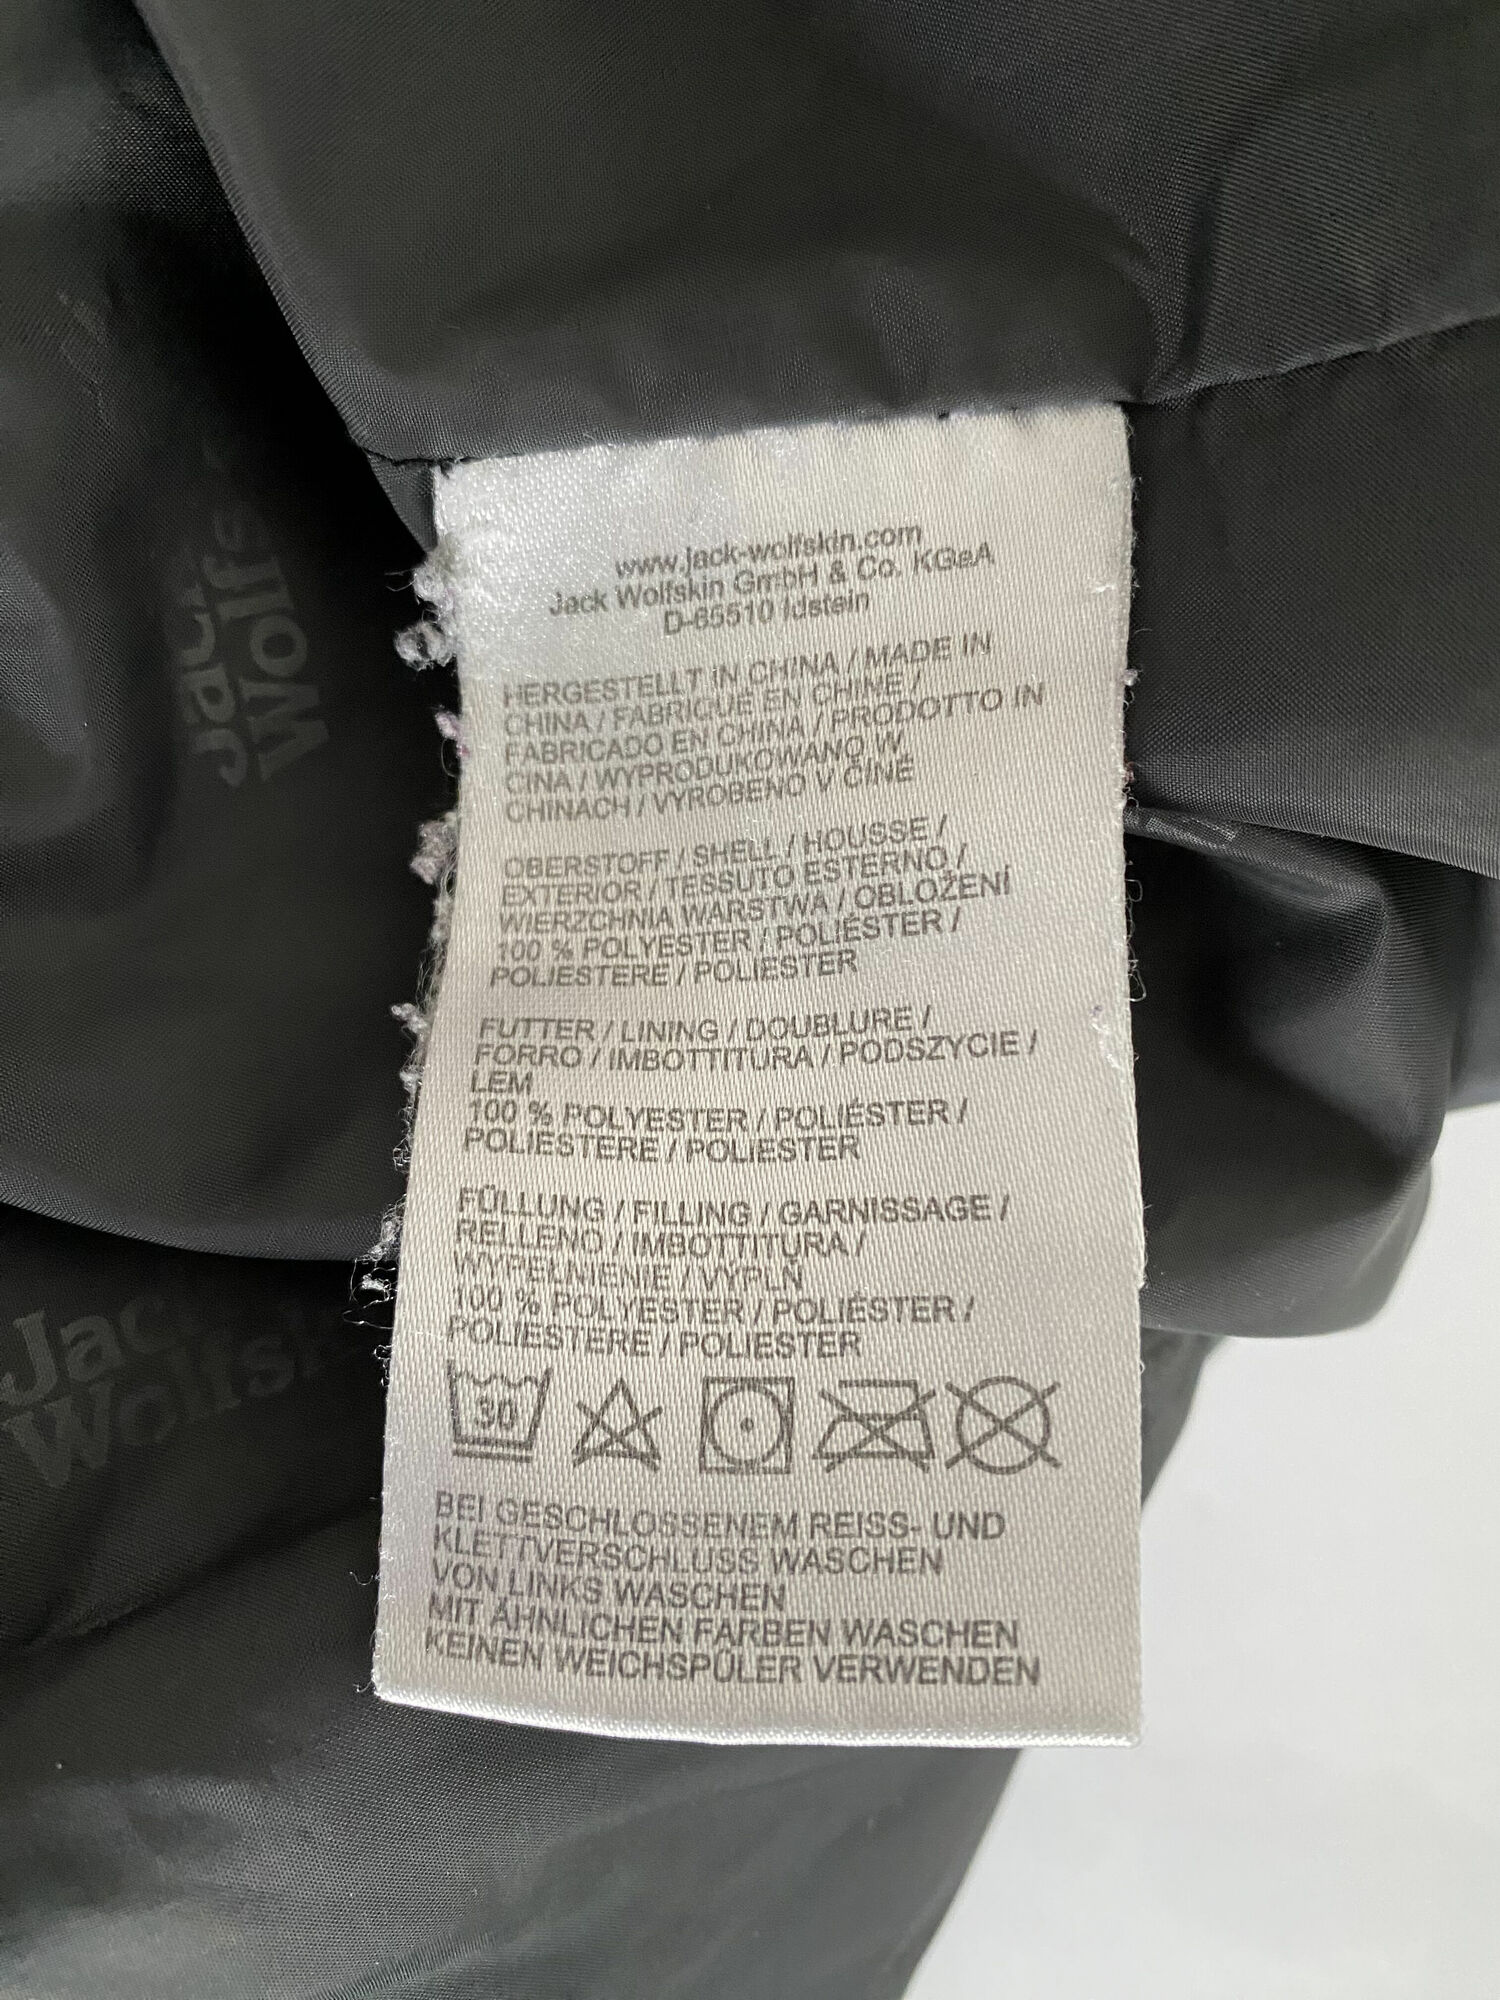 www.jack-wolfskin.com
Jack Wolfskin GmbH & Co. KGaA
D-65510 Idstein
HERGESTELLT IN CHINA / MADE IN
CHINA / FABRIQUÉ EN CHINE /
FABRICADO EN CHINA / PRODOTTO IN
CINA / WYPRODUKOWANO W
CHINACH / VYROBENO V ČÍNĚ
OBERSTOFF / SHELL / HOUSSE /
EXTERIOR / TESSUTO ESTERNO /
WIERZCHNIA WARSTWA / OBLOŽENÍ
100 % POLYESTER / POLIÉSTER /
POLIESTERE / POLIESTER
FUTTER / LINING / DOUBLURE /
FORRO / IMBOTTITURA / PODSZYCIE /
LEM
100 % POLYESTER / POLIÉSTER /
POLIESTERE / POLIESTER
FÜLLUNG / FILLING / GARNISSAGE /
RELLENO / IMBOTTITURA /
WYPEŁNIENIE / VÝPLŇ
100 % POLYESTER / POLIÉSTER /
POLIESTERE / POLIESTER
30
BEI GESCHLOSSENEM REISS- UND
KLETTVERSCHLUSS WASCHEN
VON LINKS WASCHEN
MIT ÄHNLICHEN FARBEN WASCHEN
KEINEN WEICHSPÜLER VERWENDEN
Jack
Wolfs
Jack
Wolfsk